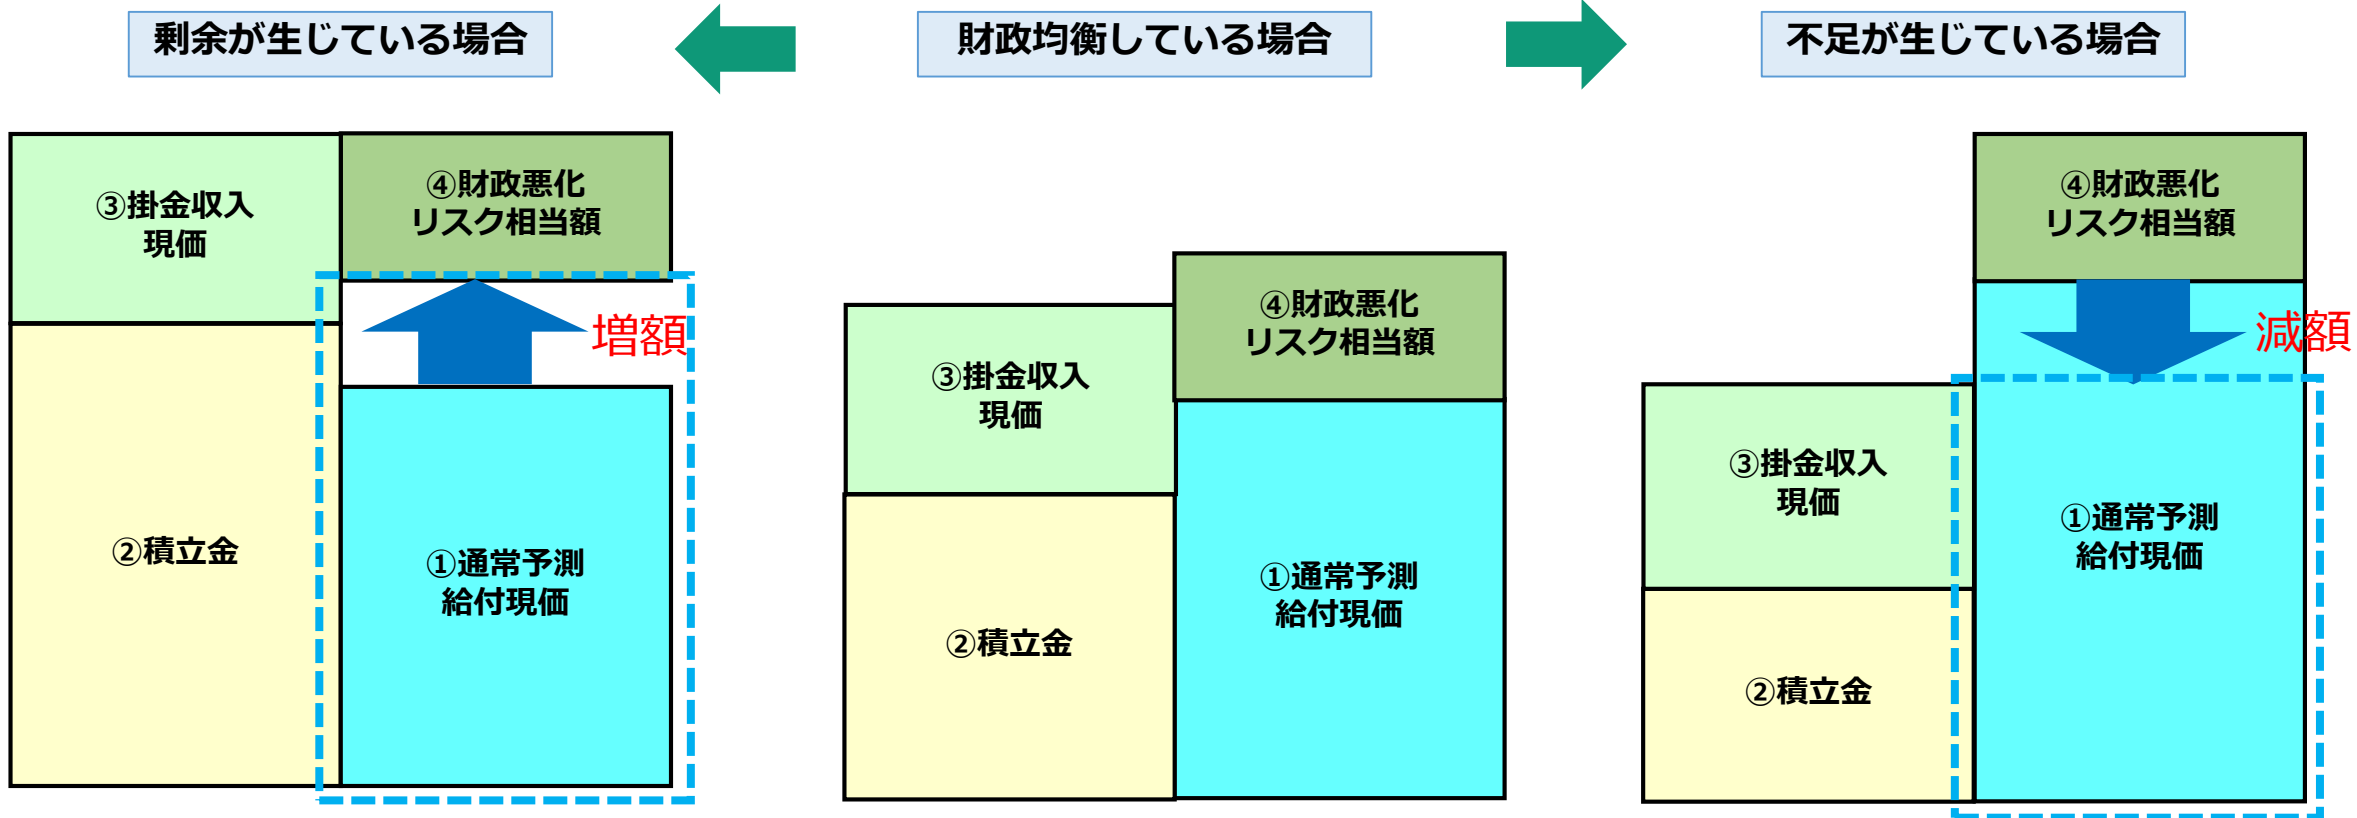 剰余が生じている場合
財政均衡している場合
不足が生じている場合
③掛金収入
現価
④財政悪化
リスク相当額
増額
②積立金
①通常予測
給付現価
④財政悪化
リスク相当額
③掛金収入
現価
①通常予測
給付現価
②積立金
④財政悪化
リスク相当額
減額
③掛金収入
現価
①通常予測
給付現価
②積立金